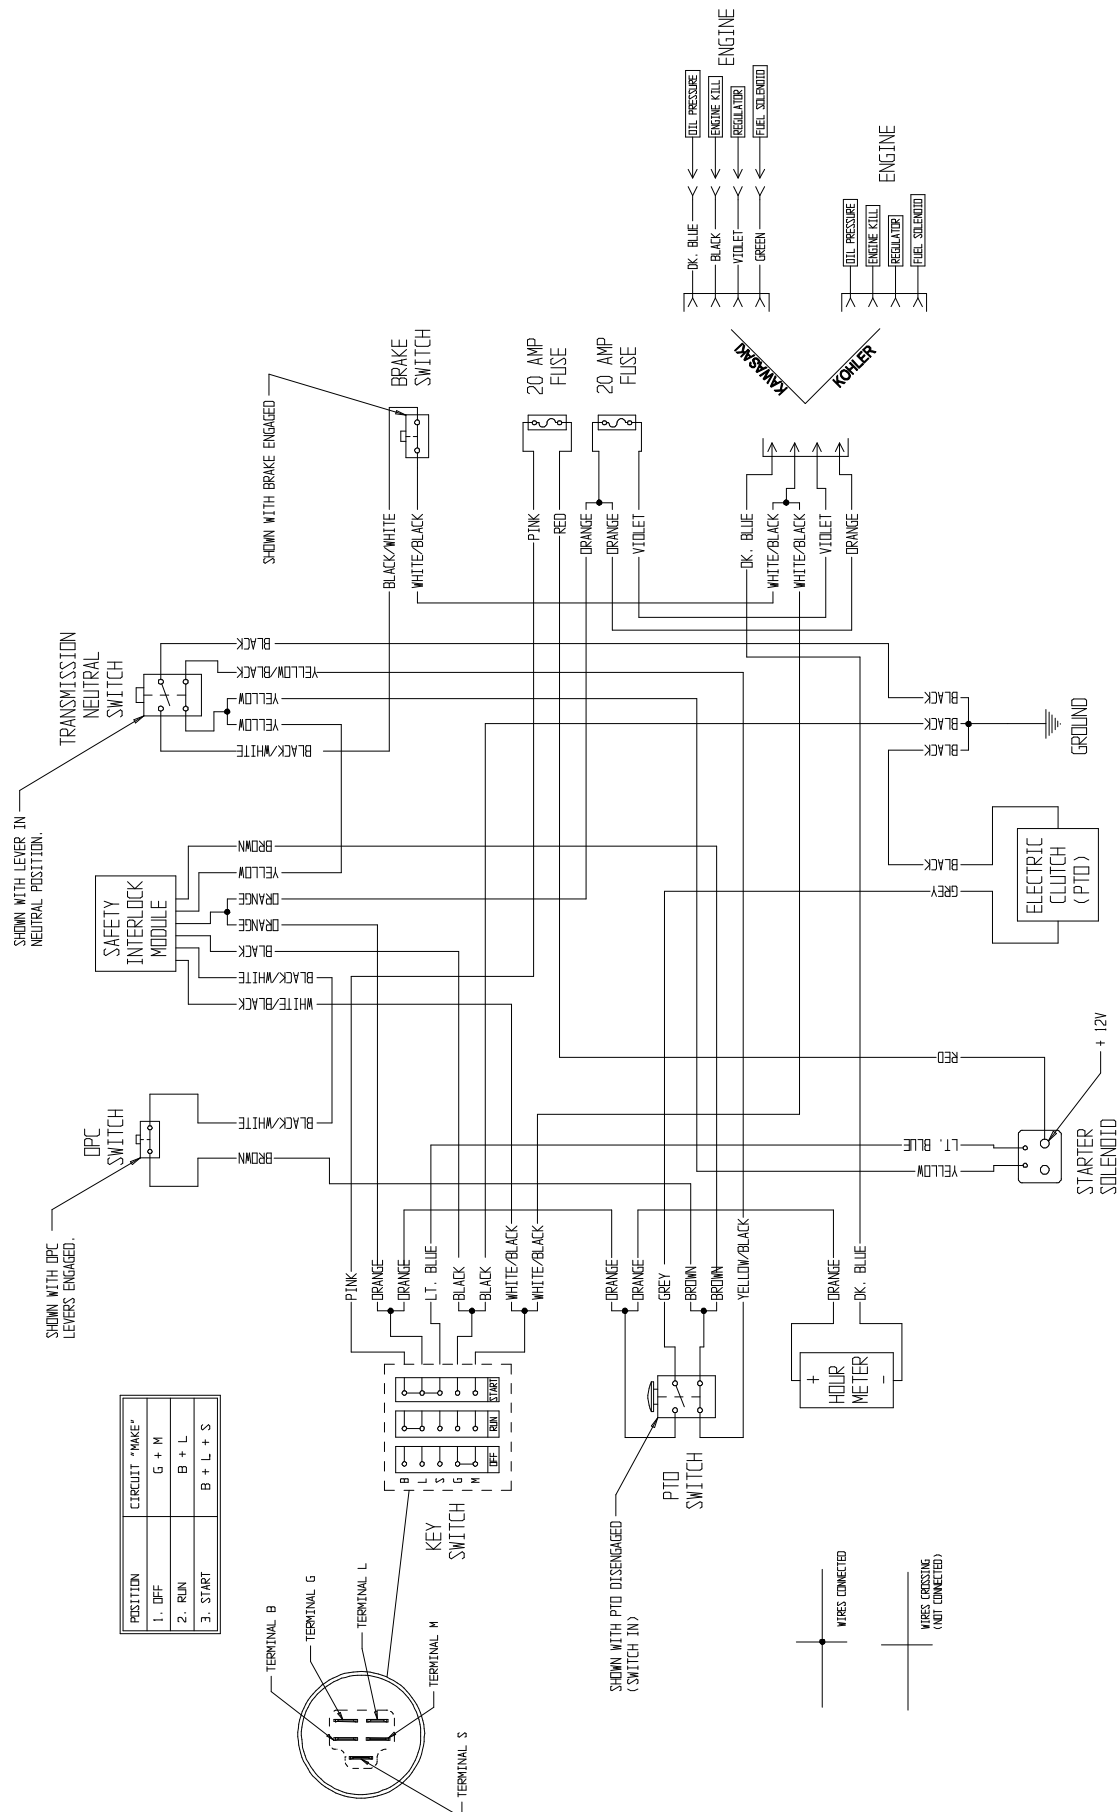 ENGINE
OIL PRESSURE
ENGINE KILL
REGULATOR
FUEL SOLENOID
DK. BLUE
BLACK
VIOLET
GREEN
ENGINE
OIL PRESSURE
ENGINE KILL
REGULATOR
FUEL SOLENOID
KAWASAKI
KOHLER
BRAKE
SWITCH
SHOWN WITH BRAKE ENGAGED
20 AMP
FUSE
20 AMP
FUSE
BLACK/WHITE
WHITE/BLACK
PINK
RED
ORANGE
ORANGE
VIOLET
DK. BLUE
WHITE/BLACK
WHITE/BLACK
VIOLET
ORANGE
TRANSMISSION
NEUTRAL
SWITCH
SHOWN WITH LEVER IN
NEUTRAL POSITION.
BLACK
YELLOW/BLACK
YELLOW
YELLOW
BLACK/WHITE
BLACK
BLACK
BLACK
GROUND
SAFETY
INTERLOCK
MODULE
BROWN
YELLOW
ORANGE
ORANGE
BLACK
BLACK/WHITE
WHITE/BLACK
BLACK
GREY
ELECTRIC
CLUTCH
(PTO)
OPC
SWITCH
SHOWN WITH OPC
LEVERS ENGAGED.
BLACK/WHITE
BROWN
RED
LT. BLUE
YELLOW
+ 12V
STARTER
SOLENOID
PINK
ORANGE
ORANGE
LT. BLUE
BLACK
BLACK
WHITE/BLACK
WHITE/BLACK
ORANGE
ORANGE
GREY
BROWN
BROWN
YELLOW/BLACK
ORANGE
DK. BLUE
+
HOUR
METER
-
PTO
SWITCH
SHOWN WITH PTO DISENGAGED
(SWITCH IN)
START
RUN
OFF
B
L
S
G
M
KEY
SWITCH
POSITION CIRCUIT "MAKE"
1. OFF G + M
2. RUN B + L
3. START B + L + S
TERMINAL B
TERMINAL G
TERMINAL L
TERMINAL M
TERMINAL S
WIRES CONNECTED
WIRES CROSSING
(NOT CONNECTED)